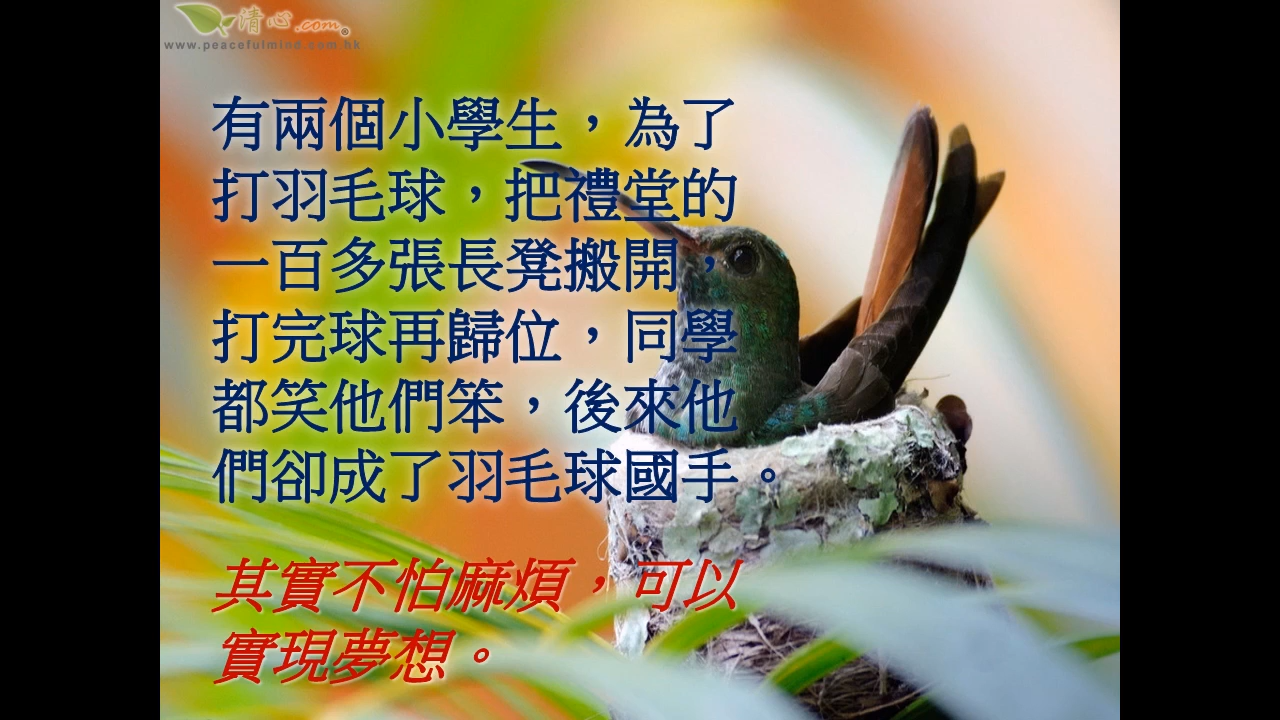 清心.com®
www.peacefulmind.com.hk
有兩個小學生，為了
打羽毛球，把禮堂的
一百多張長凳搬開，
打完球再歸位，同學
都笑他們笨，後來他
們卻成了羽毛球國手。
其實不怕麻煩，可以
實現夢想。